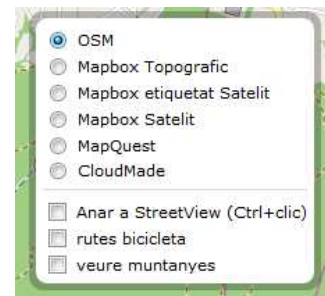 OSM
Mapbox Topografic
Mapbox etiquetat Satelit
Mapbox Satelit
MapQuest
CloudMade
Anar a StreetView (Ctrl+clic)
rutes bicicleta
veure muntanyes